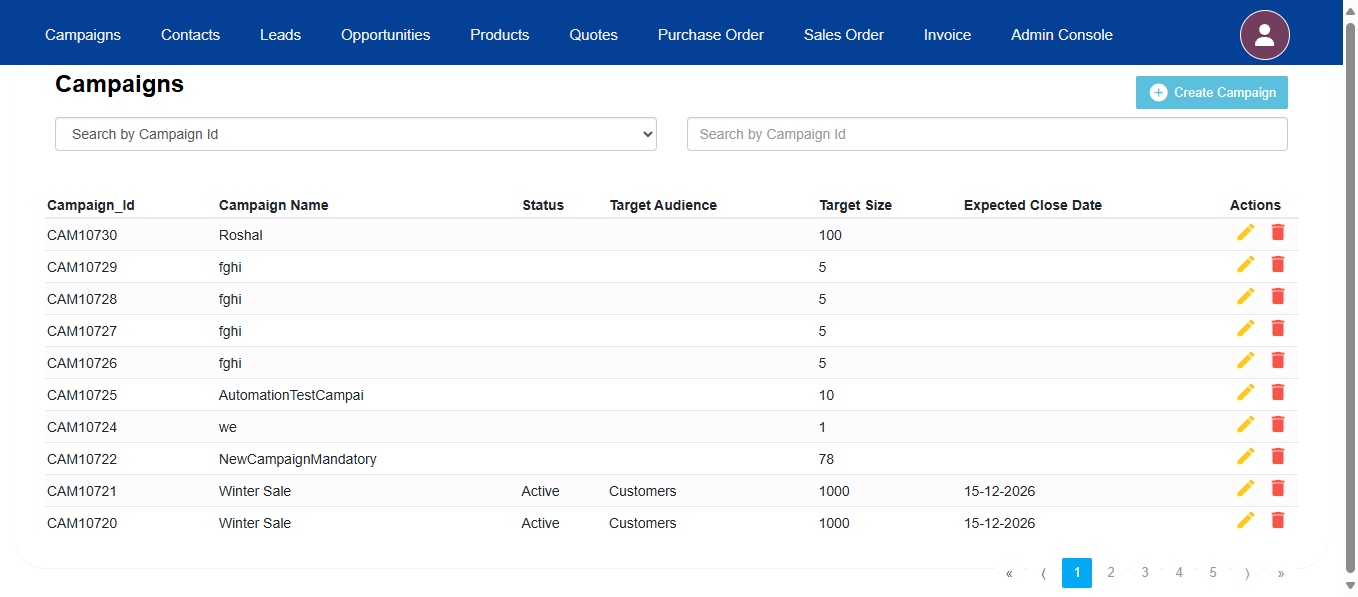 Campaigns Contacts Leads Opportunities Products Quotes Purchase Order Sales Order Invoice Admin Console
Campaigns
Create Campaign
Search by Campaign Id Search by Campaign Id
Campaign_Id Campaign Name Status Target Audience Target Size Expected Close Date Actions
CAM10730 Roshal 100
CAM10729 fghi 5
CAM10728 fghi 5
CAM10727 fghi 5
CAM10726 fghi 5
CAM10725 AutomationTestCampai 10
CAM10724 we 1
CAM10722 NewCampaignMandatory 78
CAM10721 Winter Sale Active Customers 1000 15-12-2026
CAM10720 Winter Sale Active Customers 1000 15-12-2026
« ⟨ 1 2 3 4 5 ⟩ »